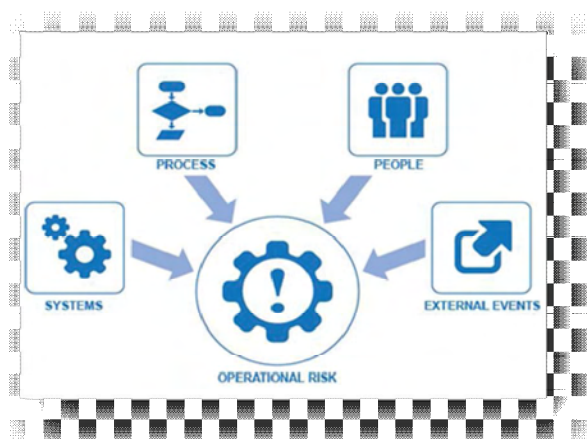 PROCESS
PEOPLE
SYSTEMS
EXTERNAL EVENTS
OPERATIONAL RISK